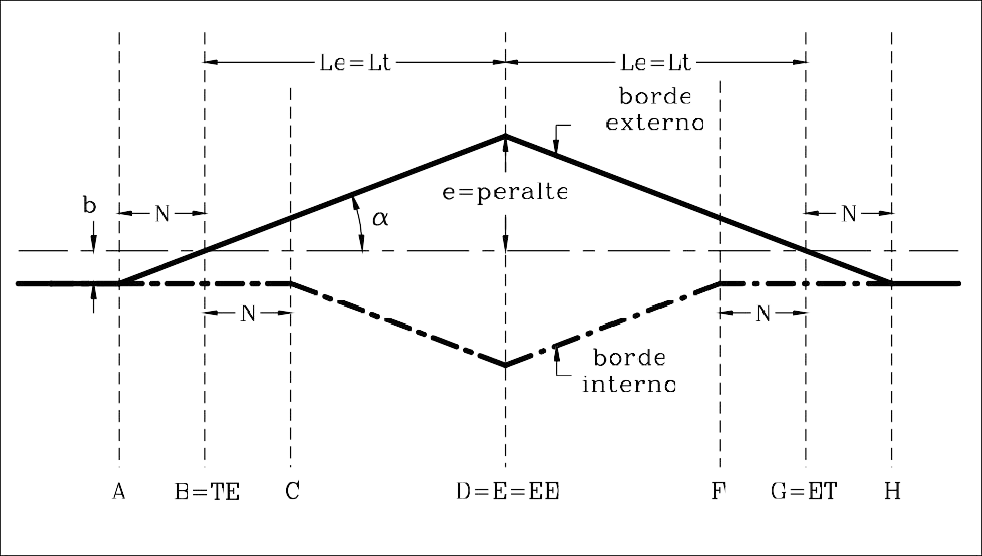 Le=Lt
Le=Lt
borde
externo
e=peralte
b
N
α
N
N
N
borde
interno
A
B=TE
C
D=E=EE
F
G=ET
H